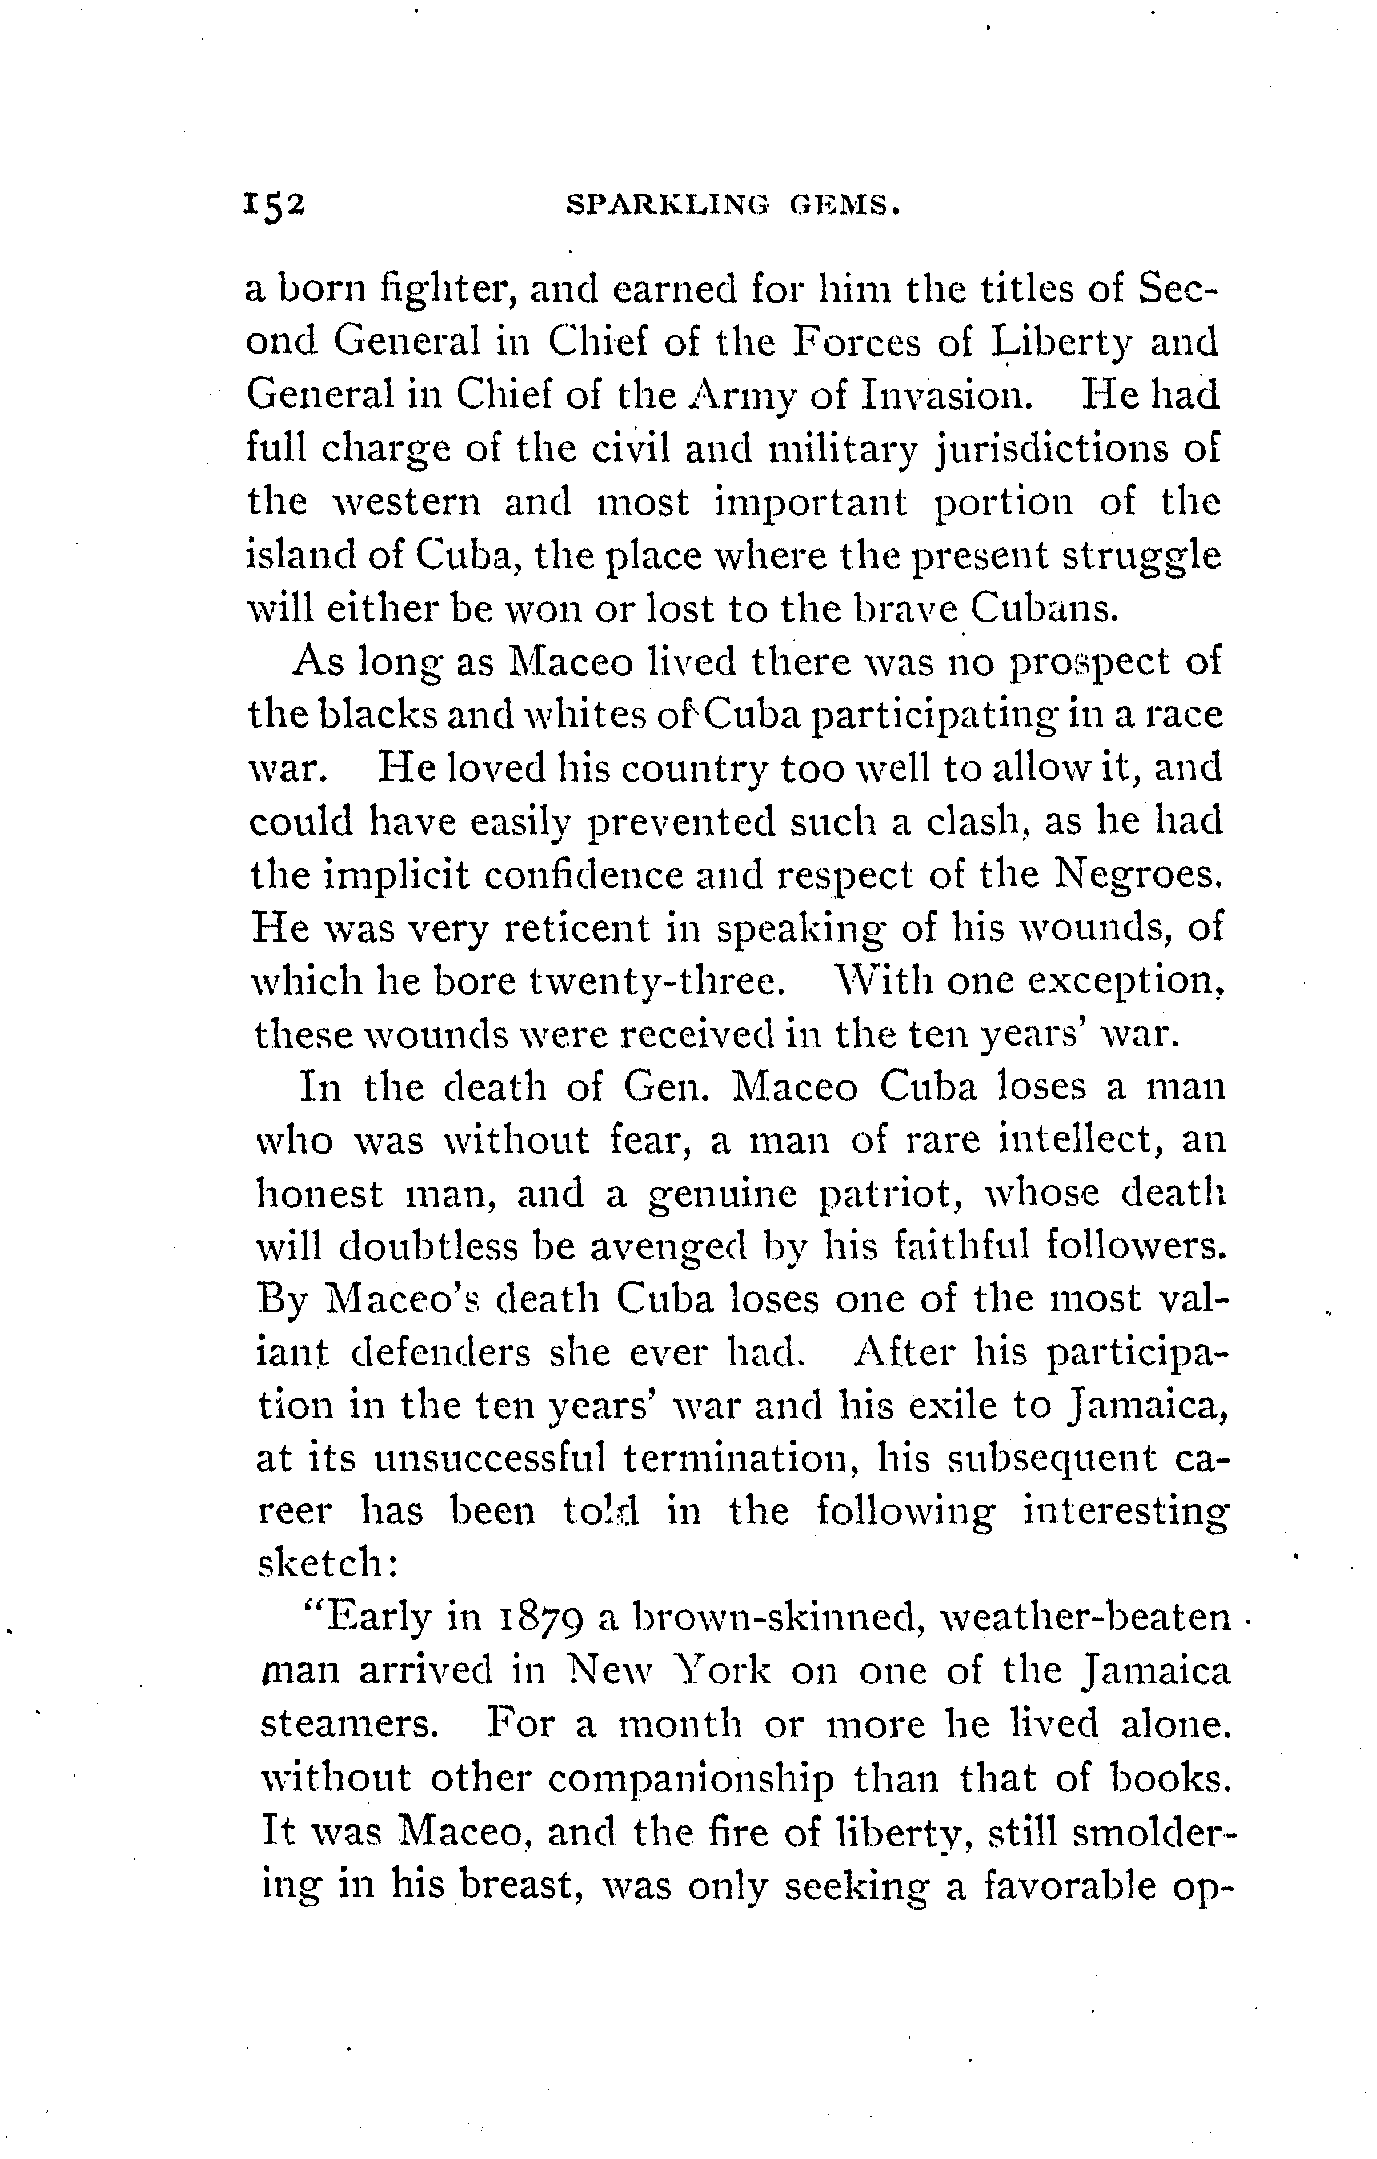 152 SPARKLING GEMS.
a born fighter, and earned for him the titles of Sec-
ond General in Chief of the Forces of Liberty and
General in Chief of the Army of Invasion. He had
full charge of the civil and military jurisdictions of
the western and most important portion of the
island of Cuba, the place where the present struggle
will either be won or lost to the brave Cubans.
As long as Maceo lived there was no prospect of
the blacks and whites of Cuba participating in a race
war. He loved his country too well to allow it, and
could have easily prevented such a clash, as he had
the implicit confidence and respect of the Negroes.
He was very reticent in speaking of his wounds, of
which he bore twenty-three. With one exception,
these wounds were received in the ten years' war.
In the death of Gen. Maceo Cuba loses a man
who was without fear, a man of rare intellect, an
honest man, and a genuine patriot, whose death
will doubtless be avenged by his faithful followers.
By Maceo's death Cuba loses one of the most val-
iant defenders she ever had. After his participa-
tion in the ten years' war and his exile to Jamaica,
at its unsuccessful termination, his subsequent ca-
reer has been told in the following interesting
sketch:
"Early in 1879 a brown-skinned, weather-beaten
man arrived in New York on one of the Jamaica
steamers. For a month or more he lived alone.
without other companionship than that of books.
It was Maceo, and the fire of liberty, still smolder-
ing in his breast, was only seeking a favorable op-